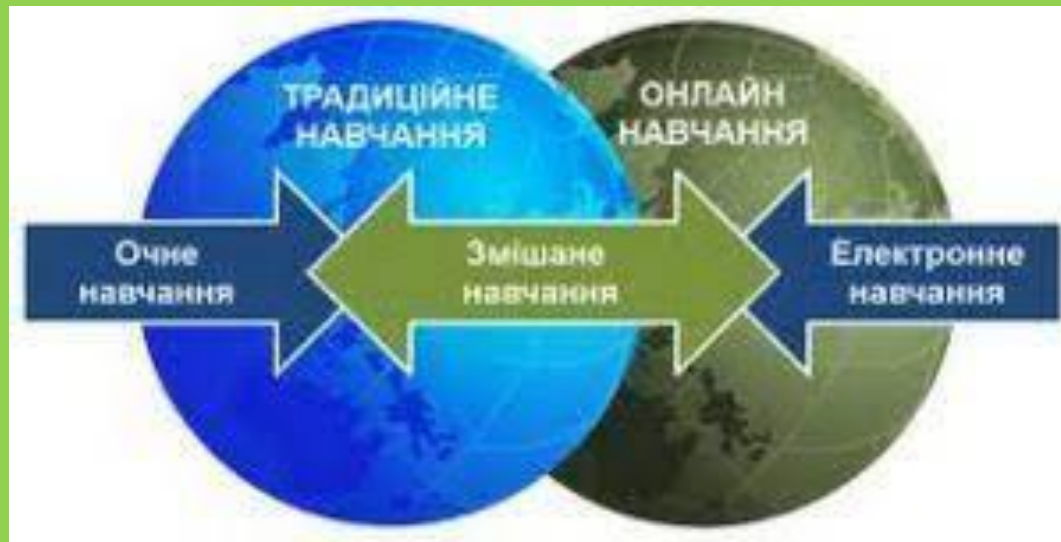 ТРАДИЦІЙНЕ
НАВЧАННЯ
ОНЛАЙН
НАВЧАННЯ
Очне
навчання
Змішане
навчання
Електронне
навчання